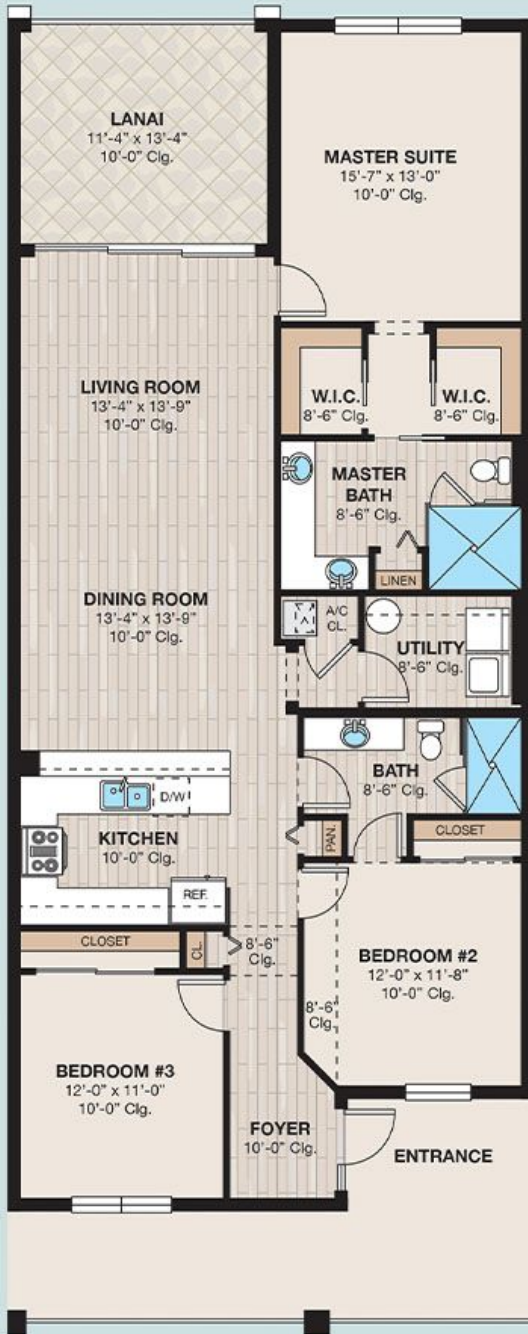 LANAI
11'-4" x 13'-4"
10'-0" Clg.
MASTER SUITE
15'-7" x 13'-0"
10'-0" Clg.
LIVING ROOM
13'-4" x 13'-9"
10'-0" Clg.
W.I.C.
8'-6" Clg.
W.I.C.
8'-6" Clg.
MASTER
BATH
8'-6" Clg.
LINEN
DINING ROOM
13'-4" x 13'-9"
10'-0" Clg.
A/C
CL.
UTILITY
8'-6" Clg.
BATH
8'-6" Clg.
D/W
KITCHEN
10'-0" Clg.
REF.
PAN.
CLOSET
CLOSET
CL.
8'-6"
Clg.
BEDROOM #2
12'-0" x 11'-8"
10'-0" Clg.
8'-6"
Clg.
BEDROOM #3
12'-0" x 11'-0"
10'-0" Clg.
FOYER
10'-0" Clg.
ENTRANCE